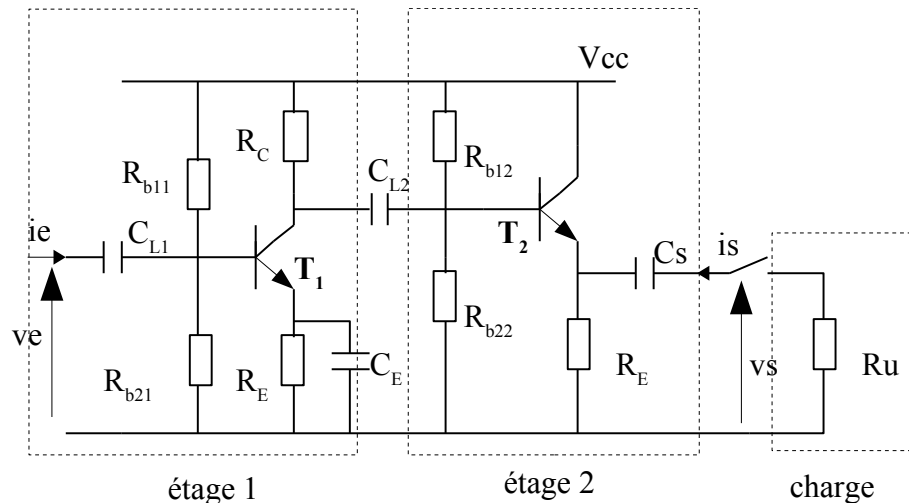 Vcc
R_C
R_b11
C_L2
R_b12
ie
C_L1
T_1
T_2
Cs
is
ve
R_b21
R_E
C_E
R_b22
R_E
vs
Ru
étage 1
étage 2
charge